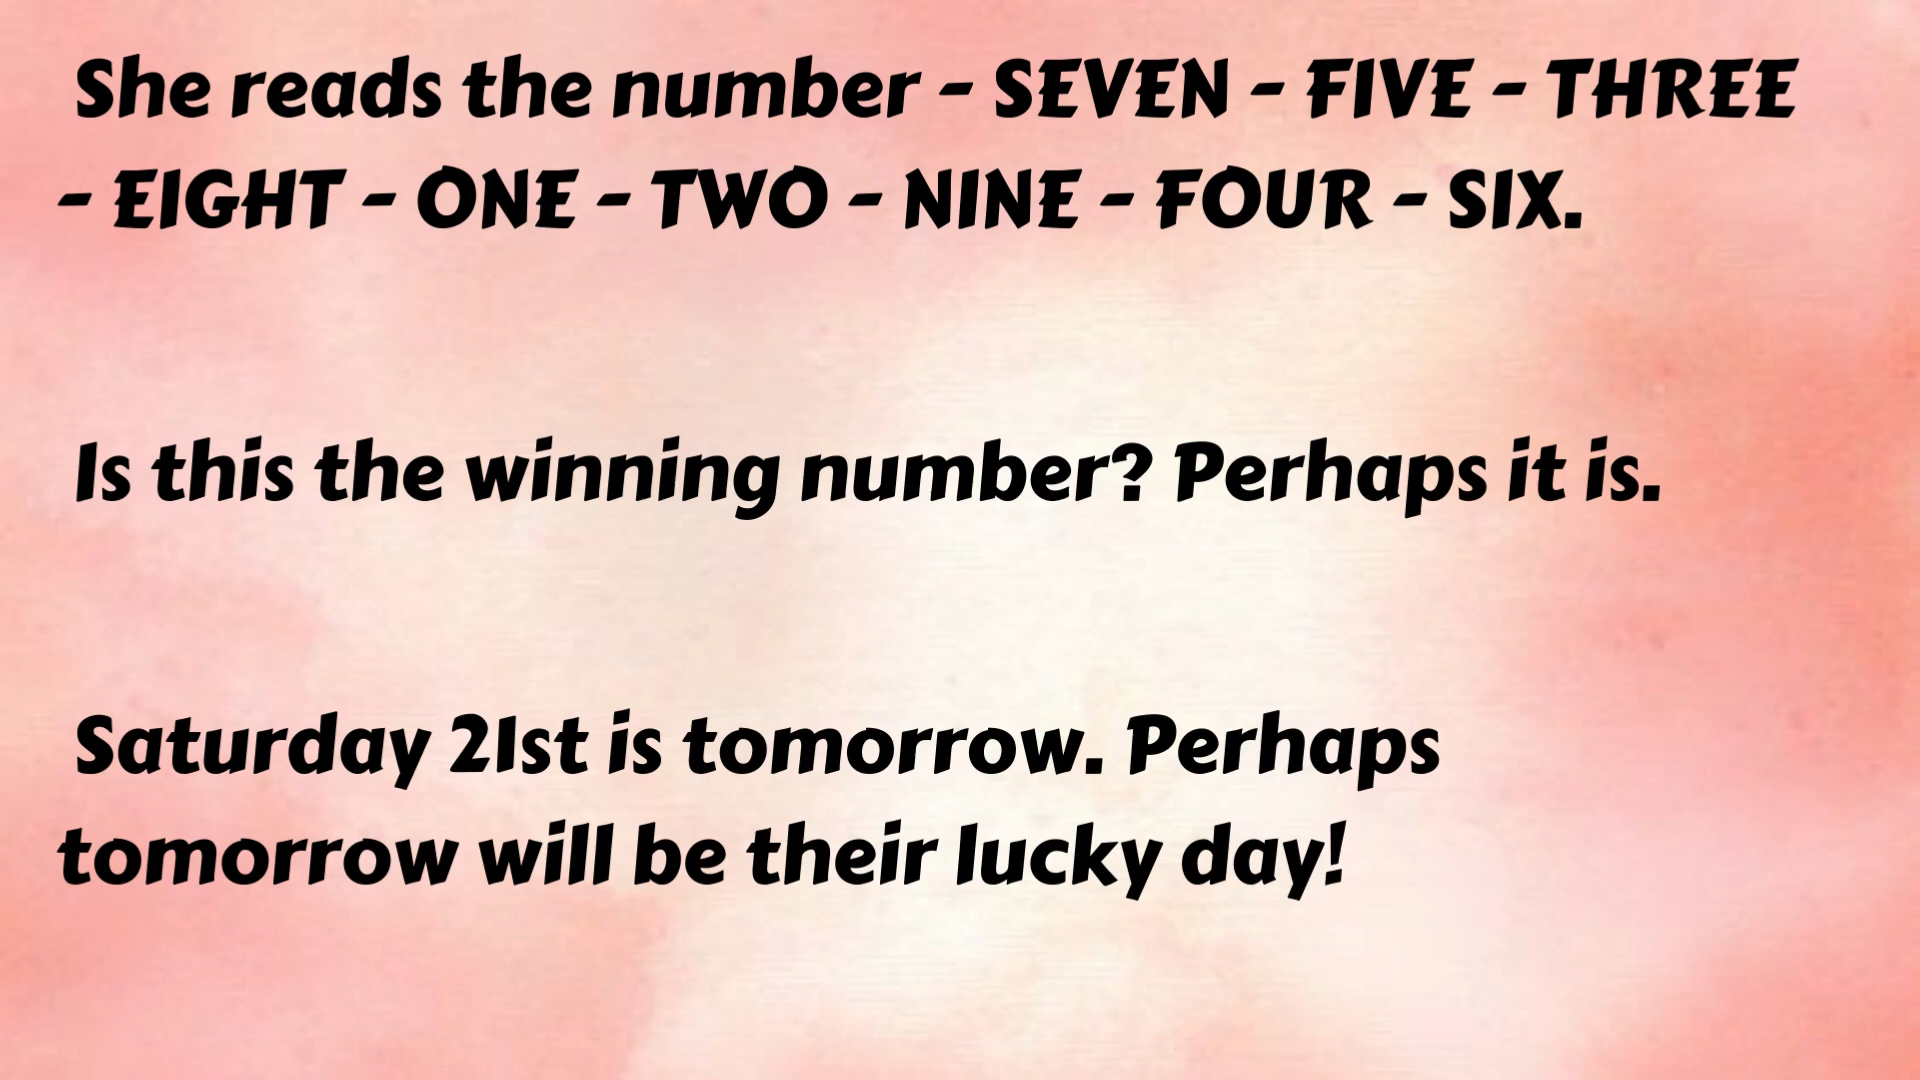 She reads the number - SEVEN - FIVE - THREE
- EIGHT - ONE - TWO - NINE - FOUR - SIX.
Is this the winning number? Perhaps it is.
Saturday 21st is tomorrow. Perhaps
tomorrow will be their lucky day!